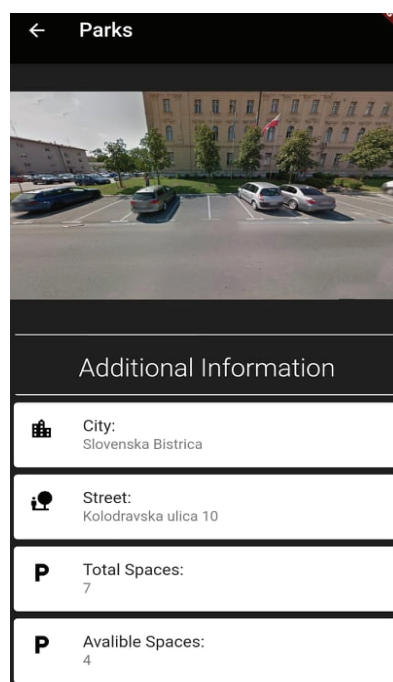 Parks
Additional Information
City:
Slovenska Bistrica
Street:
Kolodravska ulica 10
P
Total Spaces:
7
P
Avalible Spaces:
4